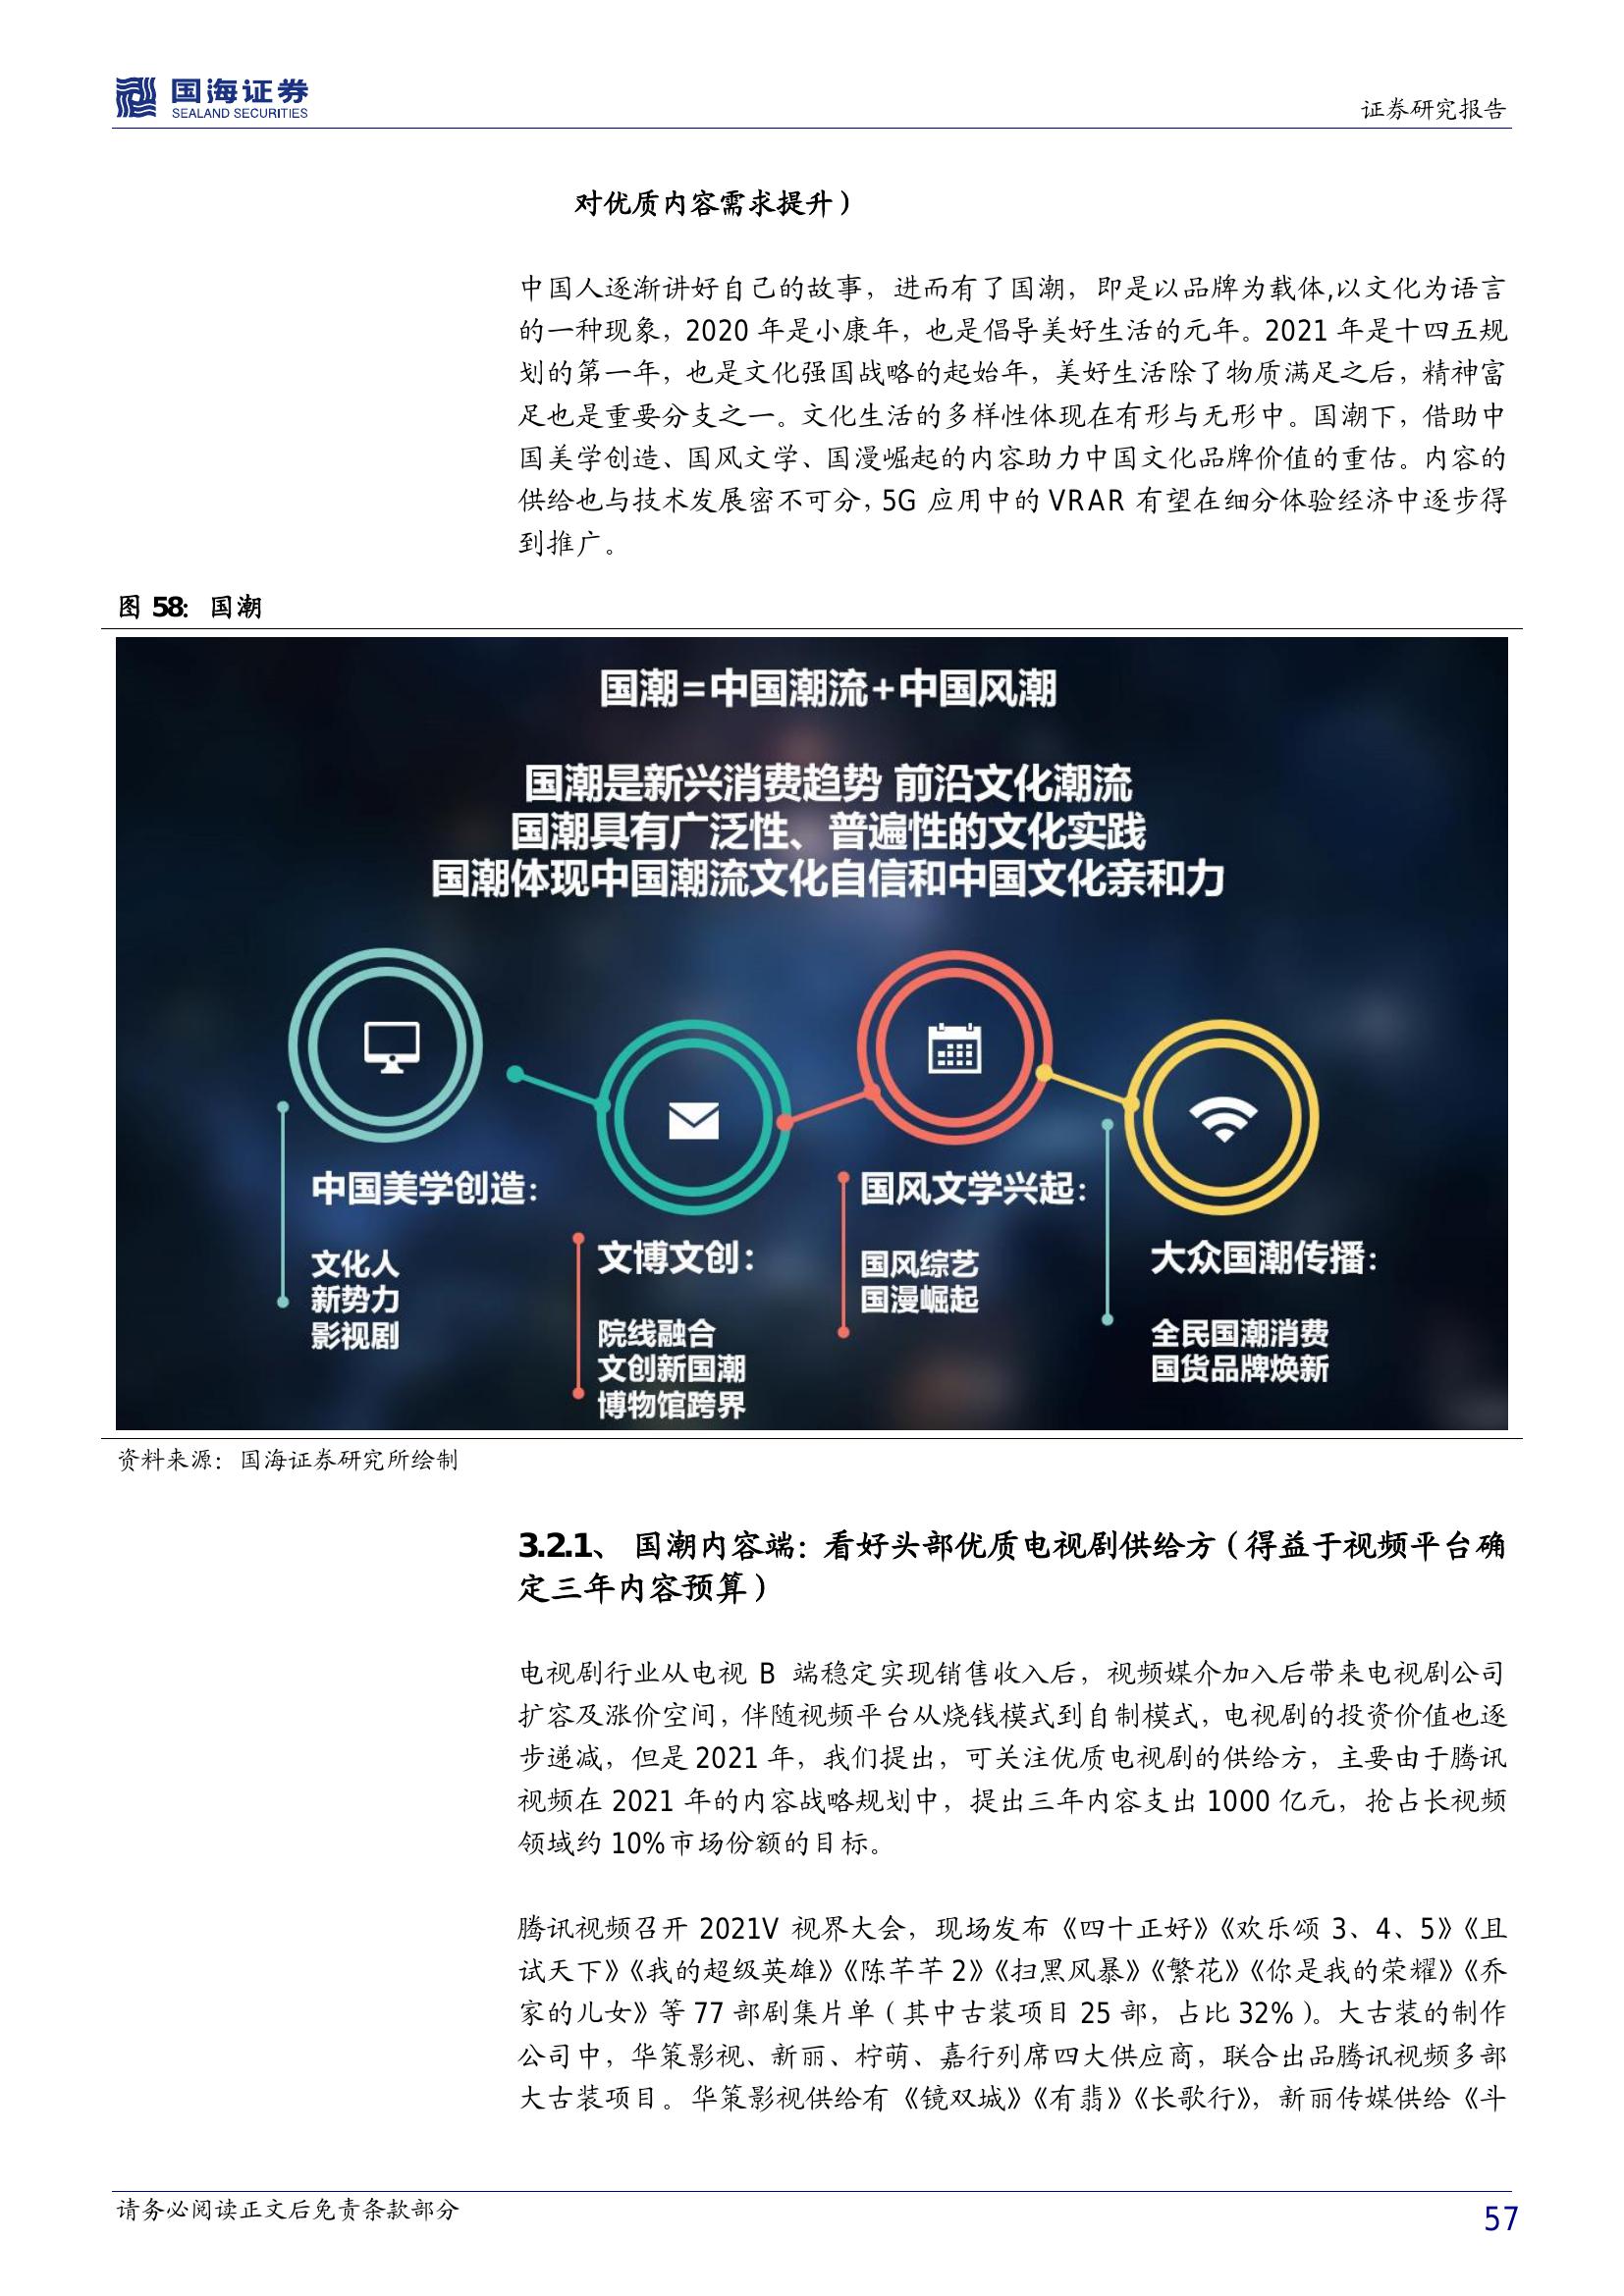 国海证券
SEALAND SECURITIES
证券研究报告
对优质内容需求提升）
中国人逐渐讲好自己的故事，进而有了国潮，即是以品牌为载体,以文化为语言
的一种现象，2020 年是小康年，也是倡导美好生活的元年。2021 年是十四五规
划的第一年，也是文化强国战略的起始年，美好生活除了物质满足之后，精神富
足也是重要分支之一。文化生活的多样性体现在有形与无形中。国潮下，借助中
国美学创造、国风文学、国漫崛起的内容助力中国文化品牌价值的重估。内容的
供给也与技术发展密不可分，5G 应用中的 VRAR 有望在细分体验经济中逐步得
到推广。
图 58：国潮
国潮=中国潮流+中国风潮
国潮是新兴消费趋势 前沿文化潮流
国潮具有广泛性、普遍性的文化实践
国潮体现中国潮流文化自信和中国文化亲和力
中国美学创造：
文化人
新势力
影视剧
文博文创：
院线融合
文创新国潮
博物馆跨界
国风文学兴起：
国风综艺
国漫崛起
大众国潮传播：
全民国潮消费
国货品牌焕新
资料来源：国海证券研究所绘制
3.2.1、 国潮内容端：看好头部优质电视剧供给方（得益于视频平台确
定三年内容预算）
电视剧行业从电视 B 端稳定实现销售收入后，视频媒介加入后带来电视剧公司
扩容及涨价空间，伴随视频平台从烧钱模式到自制模式，电视剧的投资价值也逐
步递减，但是 2021 年，我们提出，可关注优质电视剧的供给方，主要由于腾讯
视频在 2021 年的内容战略规划中，提出三年内容支出 1000 亿元，抢占长视频
领域约 10%市场份额的目标。
腾讯视频召开 2021V 视界大会，现场发布《四十正好》《欢乐颂 3、4、5》《且
试天下》《我的超级英雄》《陈芊芊 2》《扫黑风暴》《繁花》《你是我的荣耀》《乔
家的儿女》等 77 部剧集片单（其中古装项目 25 部，占比 32%）。大古装的制作
公司中，华策影视、新丽、柠萌、嘉行列席四大供应商，联合出品腾讯视频多部
大古装项目。华策影视供给有《镜双城》《有翡》《长歌行》，新丽传媒供给《斗
请务必阅读正文后免责条款部分
57